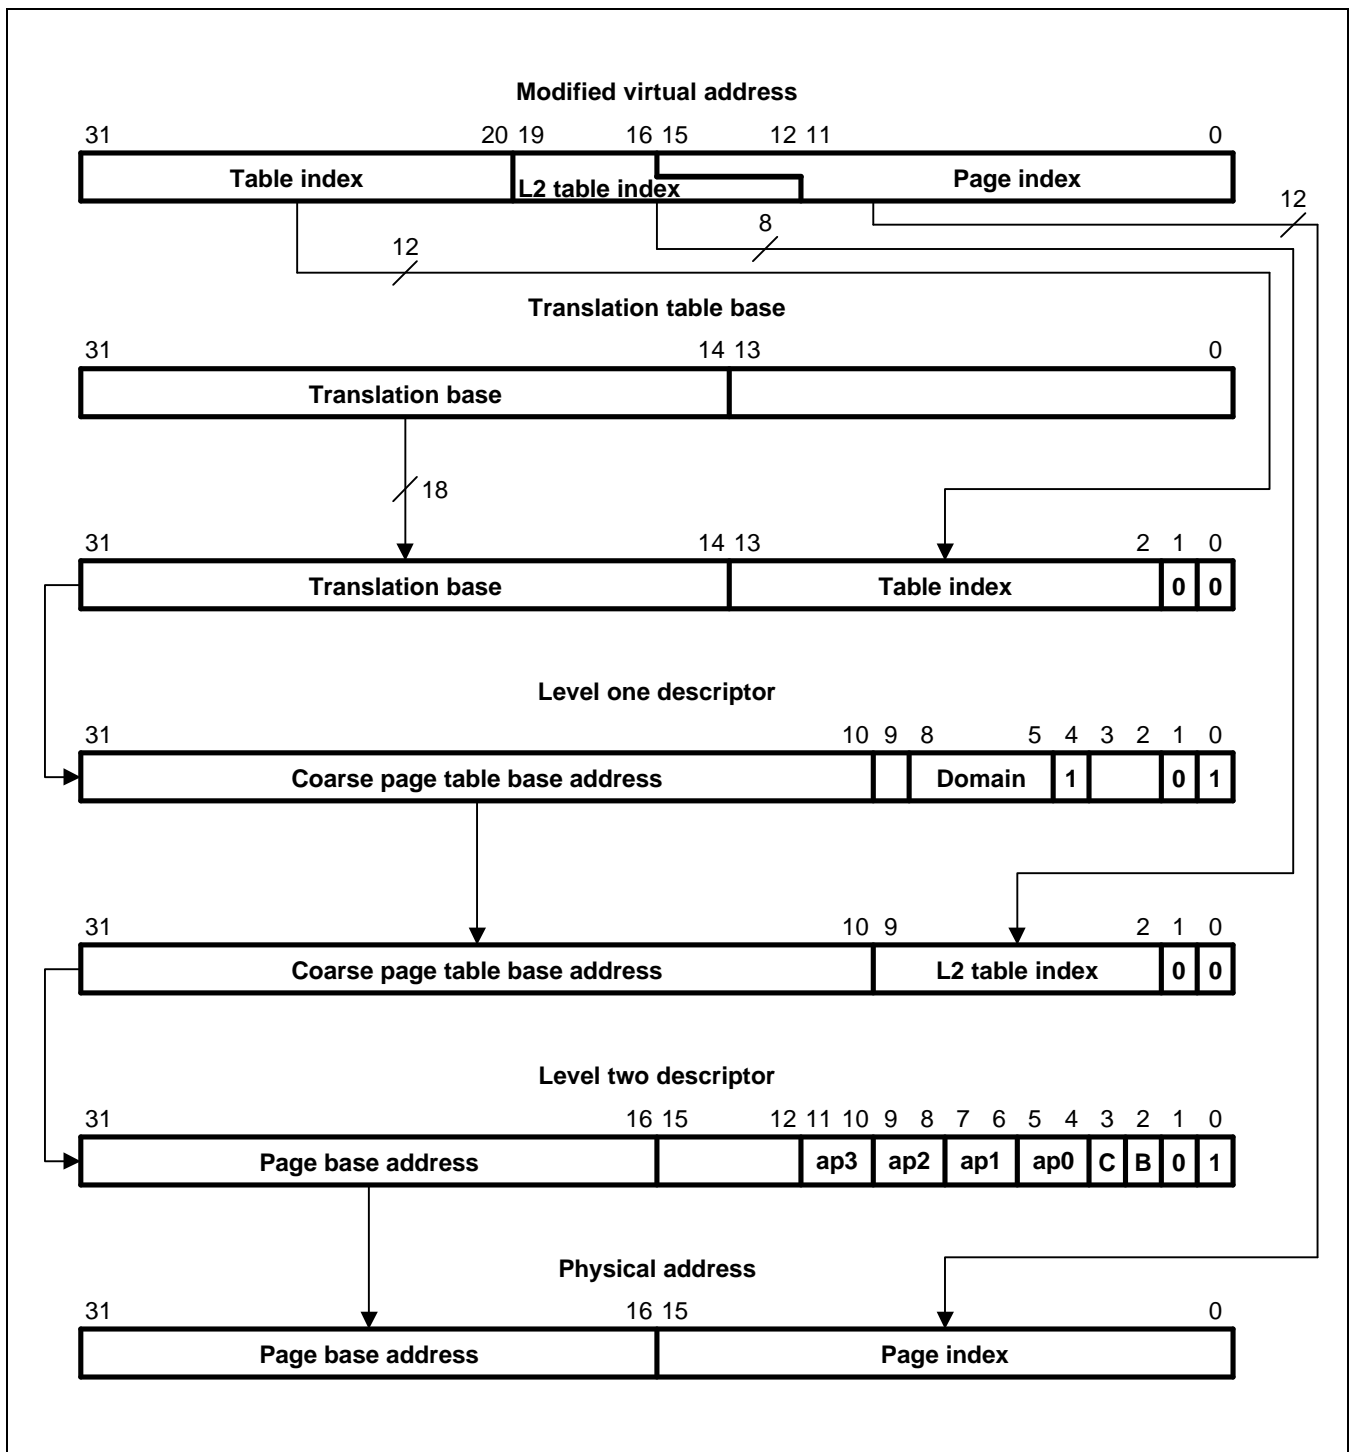 Modified virtual address
31 20 19 16 15 12 11 0
Table index L2 table index Page index
12
8
12
Translation table base
31 14 13 0
Translation base
18
31 14 13 2 1 0
Translation base Table index 0 0
Level one descriptor
31 10 9 8 5 4 3 2 1 0
Coarse page table base address Domain 1 0 1
31 10 9 2 1 0
Coarse page table base address L2 table index 0 0
Level two descriptor
31 16 15 12 11 10 9 8 7 6 5 4 3 2 1 0
Page base address ap3 ap2 ap1 ap0 C B 0 1
Physical address
31 16 15 0
Page base address Page index